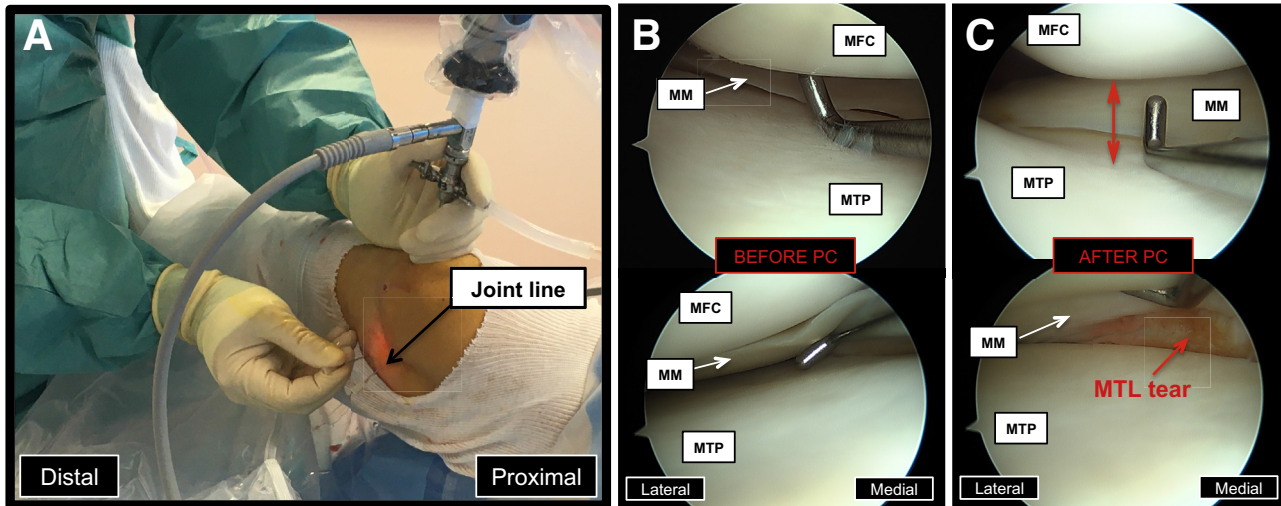 A
Joint line
Distal
Proximal
B
MFC
MM
MTP
BEFORE PC
MFC
MM
MTP
Lateral
Medial
C
MFC
MM
MTP
AFTER PC
MM
MTL tear
MTP
Lateral
Medial